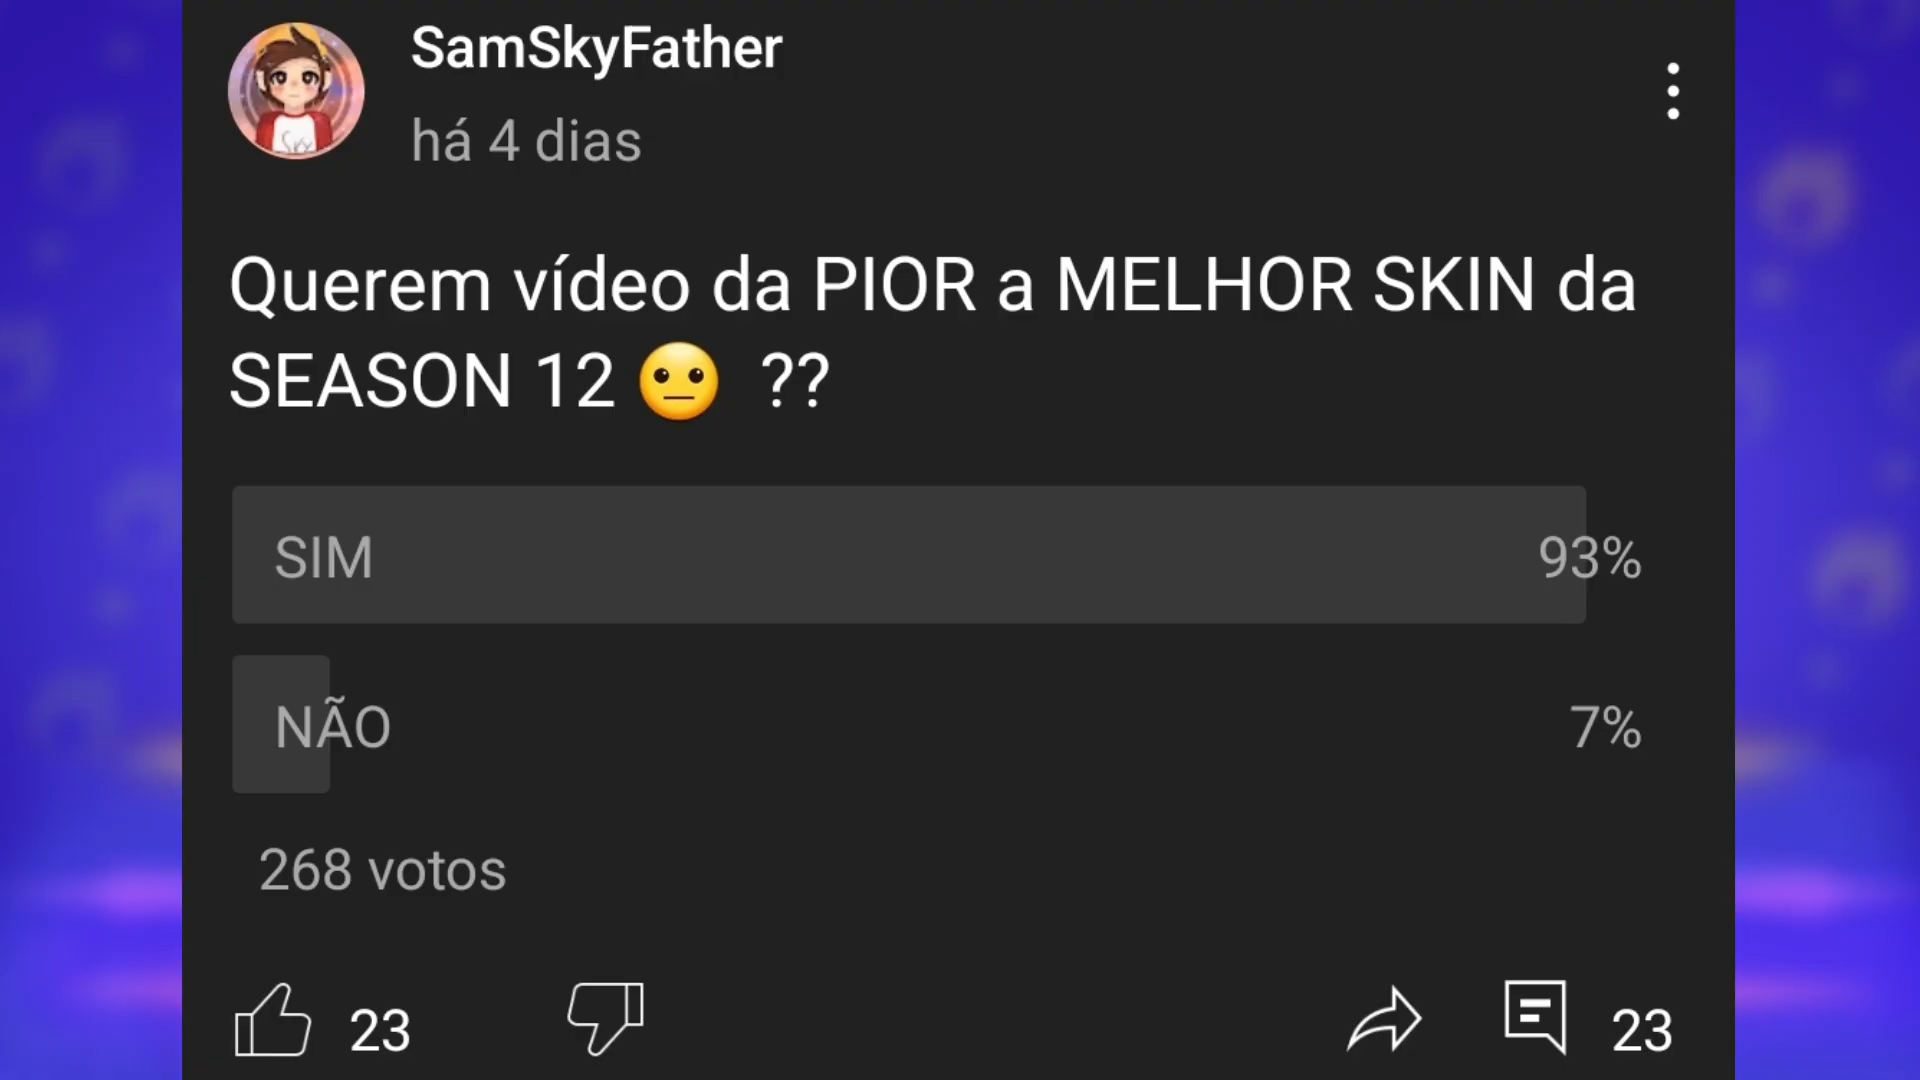 SamSkyFather
há 4 dias
Querem vídeo da PIOR a MELHOR SKIN da
SEASON 12 😐 ??
SIM 93%
NÃO 7%
268 votos
23 23
Sky